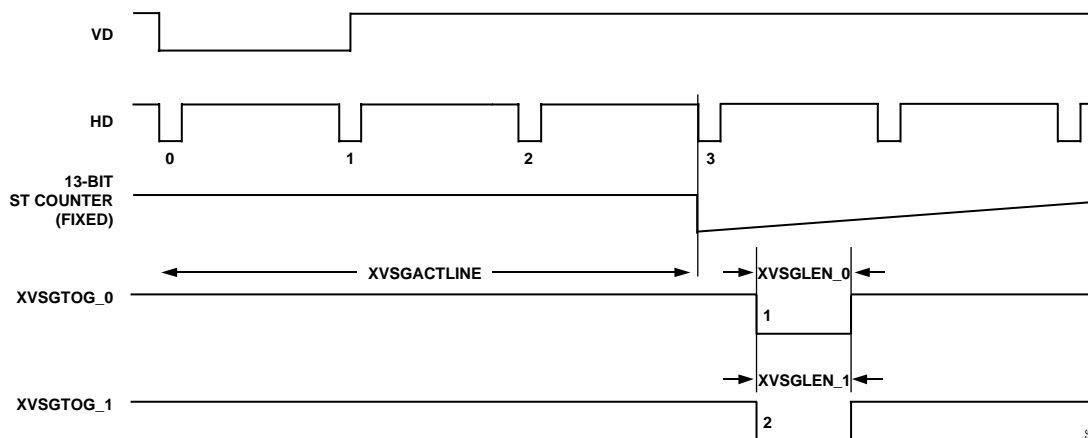 VD
HD
0 1 2 3
13-BIT
ST COUNTER
(FIXED)
XVSGACTLINE
XVSGLEN_0
XVSGTOG_0
1
XVSGLEN_1
XVSGTOG_1
2